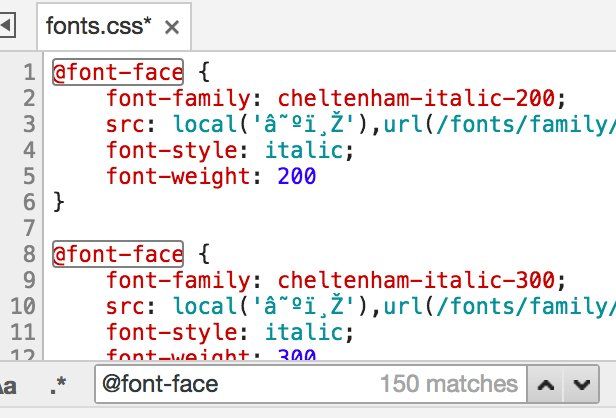 fonts.css* ×
1 @font-face {
2 font-family: cheltenham-italic-200;
3 src: local('â˜ºï¸Ž'),url(/fonts/family/
4 font-style: italic;
5 font-weight: 200
6 }
7
8 @font-face {
9 font-family: cheltenham-italic-300;
10 src: local('â˜ºï¸Ž'),url(/fonts/family/
11 font-style: italic;
12 font-weight: 300
Aa .* @font-face 150 matches